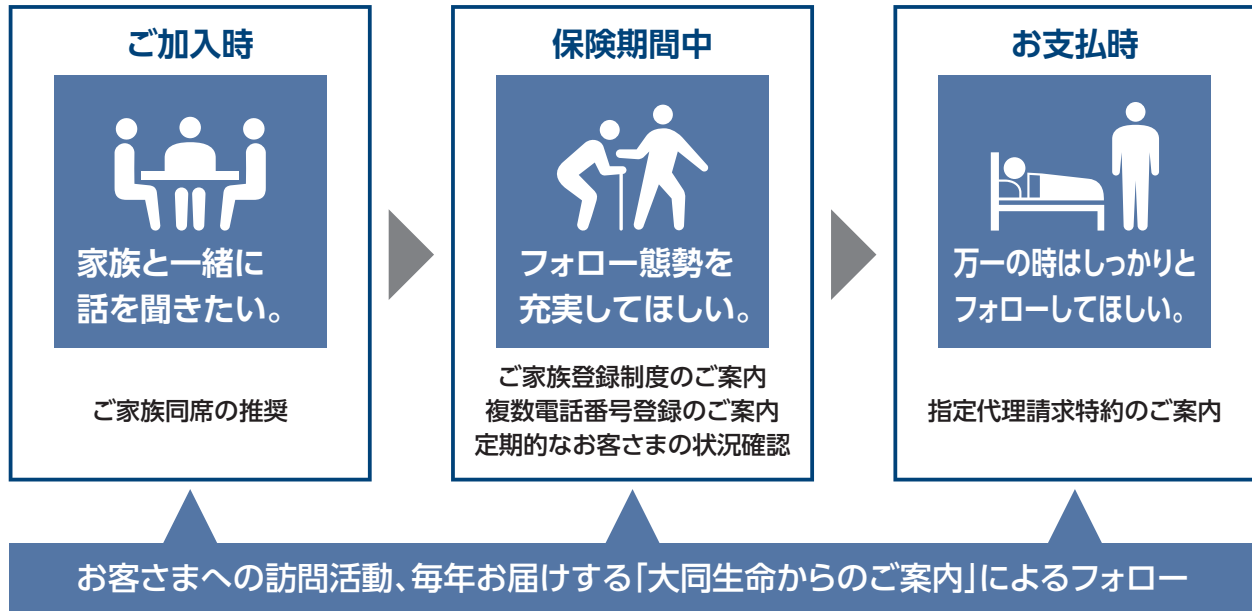 ご加入時
家族と一緒に
話を聞きたい。
ご家族同席の推奨
保険期間中
フォロー態勢を
充実してほしい。
ご家族登録制度のご案内
複数電話番号登録のご案内
定期的なお客さまの状況確認
お支払時
万一の時はしっかりと
フォローしてほしい。
指定代理請求特約のご案内
お客さまへの訪問活動、毎年お届けする「大同生命からのご案内」によるフォロー